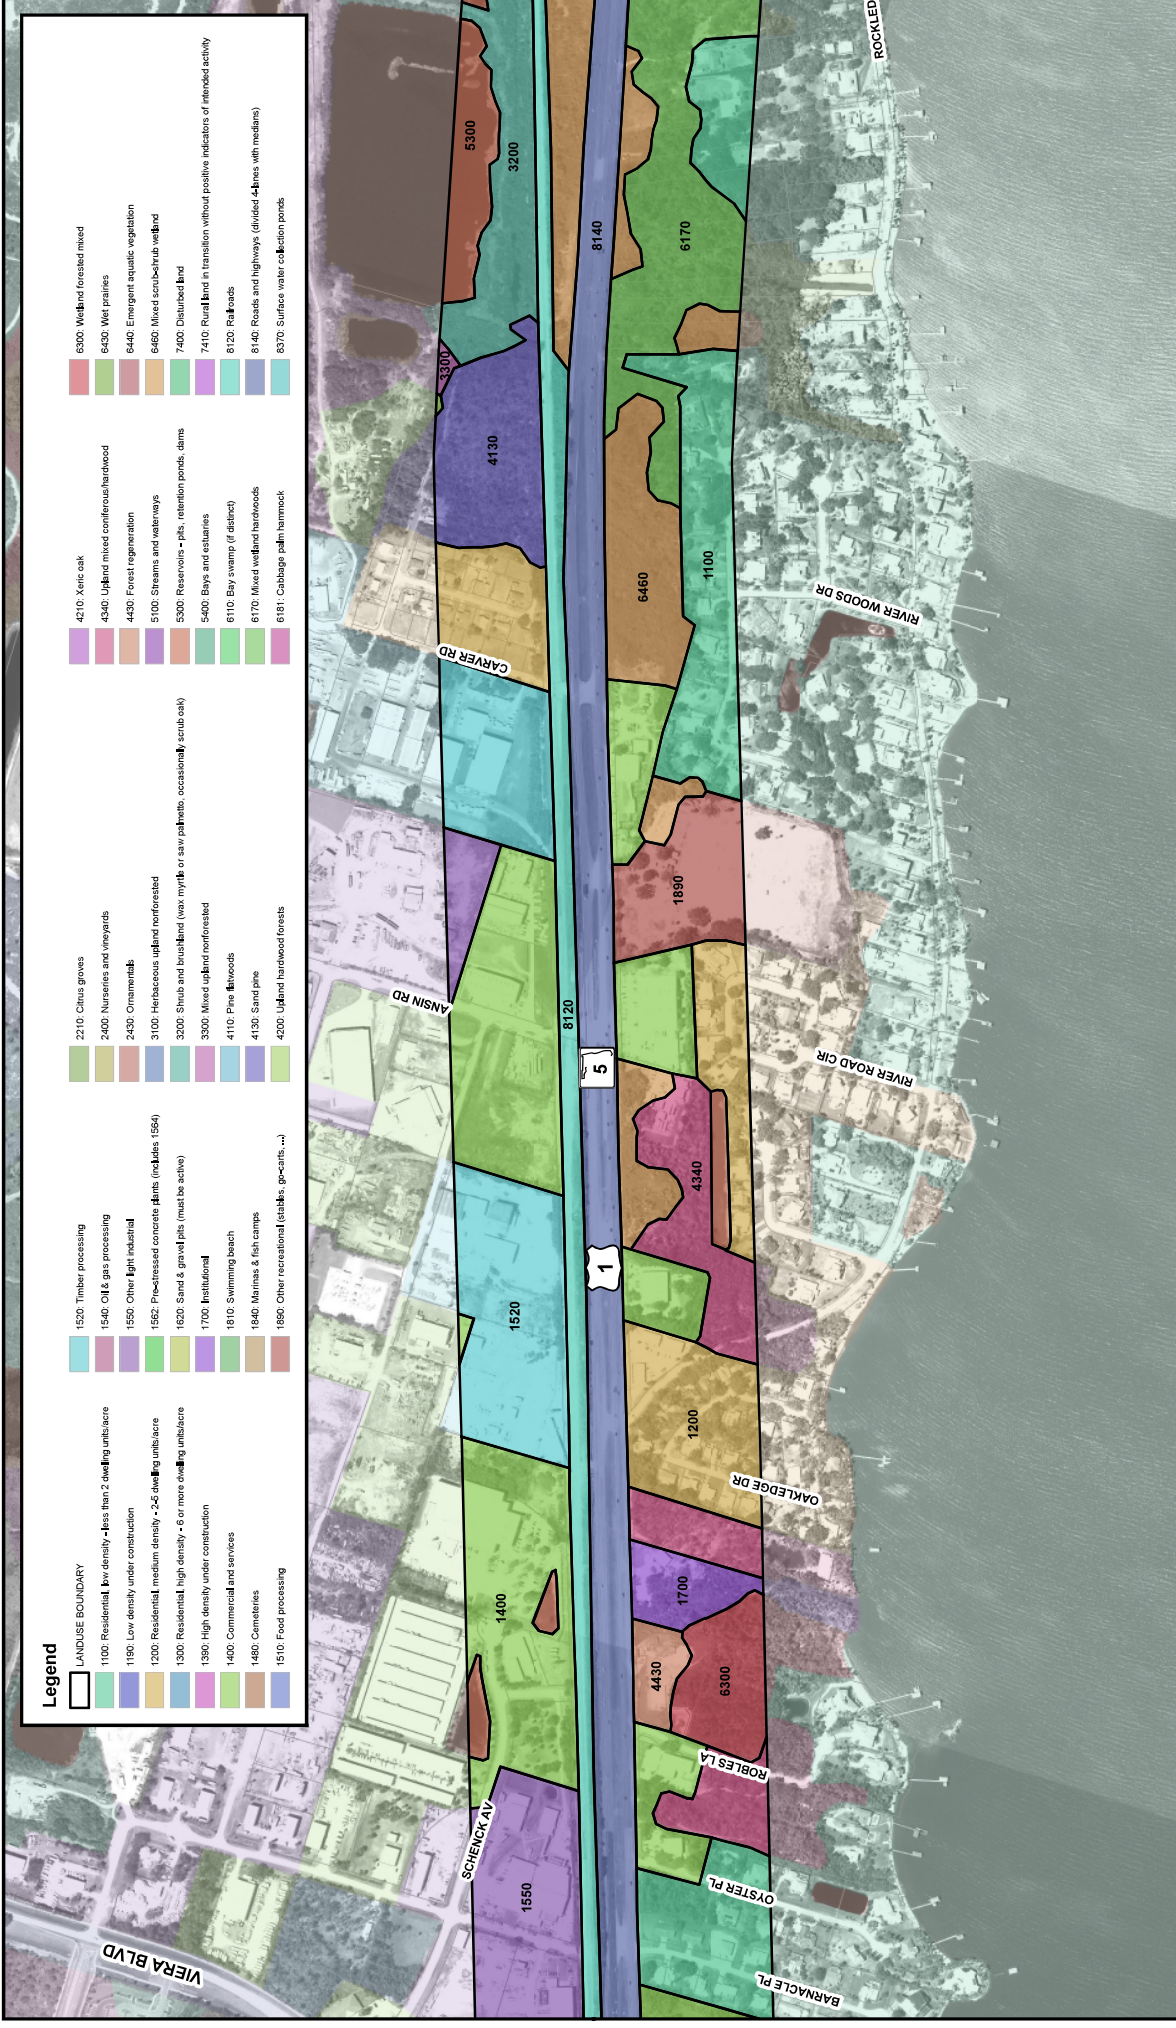 Legend
LANDUSE BOUNDARY
1100: Residential, low density - less than 2 dwelling units/acre
1190: Low density under construction
1200: Residential, medium density - 2-5 dwelling units/acre
1300: Residential, high density - 6 or more dwelling units/acre
1390: High density under construction
1400: Commercial and services
1480: Cemeteries
1510: Food processing
1520: Timber processing
1540: Oil & gas processing
1550: Other light industrial
1562: Pre-stressed concrete plants (includes 1564)
1620: Sand & gravel pits (must be active)
1700: Institutional
1810: Swimming beach
1840: Marinas & fish camps
1890: Other recreational (stables, go-carts, ...)
2210: Citrus groves
2400: Nurseries and vineyards
2430: Ornamentals
3100: Herbaceous upland nonforested
3200: Shrub and brushland (wax myrtle or saw palmetto, occasionally scrub oak)
3300: Mixed upland nonforested
4110: Pine flatwoods
4130: Sand pine
4200: Upland hardwood forests
4210: Xeric oak
4340: Upland mixed coniferous/hardwood
4430: Forest regeneration
5100: Streams and waterways
5300: Reservoirs - pits, retention ponds, dams
5400: Bays and estuaries
6110: Bay swamp (if distinct)
6170: Mixed wetland hardwoods
6181: Cabbage palm hammock
6300: Wetland forested mixed
6430: Wet prairies
6440: Emergent aquatic vegetation
6460: Mixed scrub-shrub wetland
7400: Disturbed land
7410: Rural land in transition without positive indicators of intended activity
8120: Railroads
8140: Roads and highways (divided 4-lanes with medians)
8370: Surface water collection ponds
VIERA BLVD
SCHENCK AV
ANSIN RD
CARVER RD
1550
1400
1520
4130
3300
5300
3200
8120
8140
1
5
4430
6300
1700
1200
4340
1890
6460
1100
6170
BARNACLE PL
OYSTER PL
ROBLES LA
OAKLEDGE DR
RIVER ROAD CIR
RIVER WOODS DR
ROCKLED